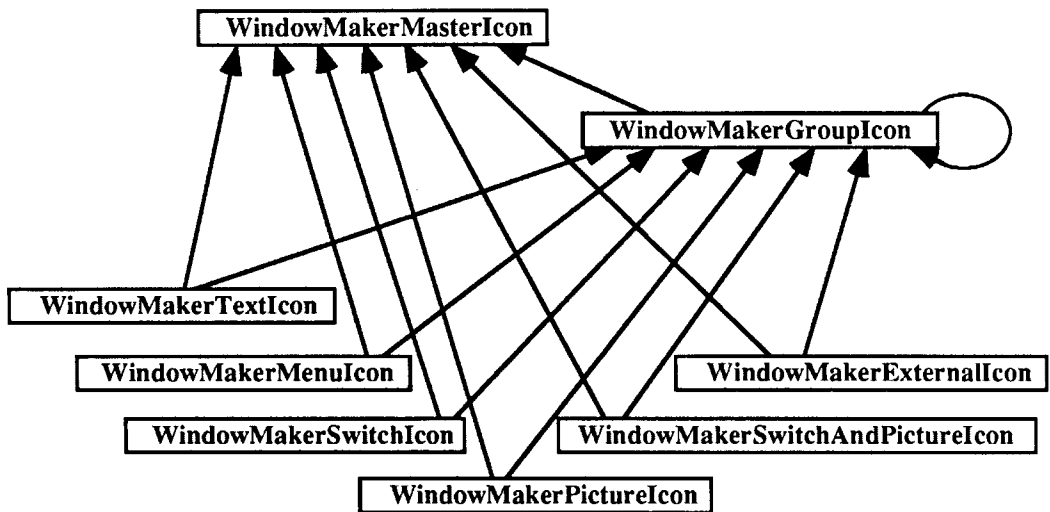 WindowMakerMasterIcon
WindowMakerGroupIcon
WindowMakerTextIcon
WindowMakerMenuIcon
WindowMakerExternalIcon
WindowMakerSwitchIcon
WindowMakerSwitchAndPictureIcon
WindowMakerPictureIcon